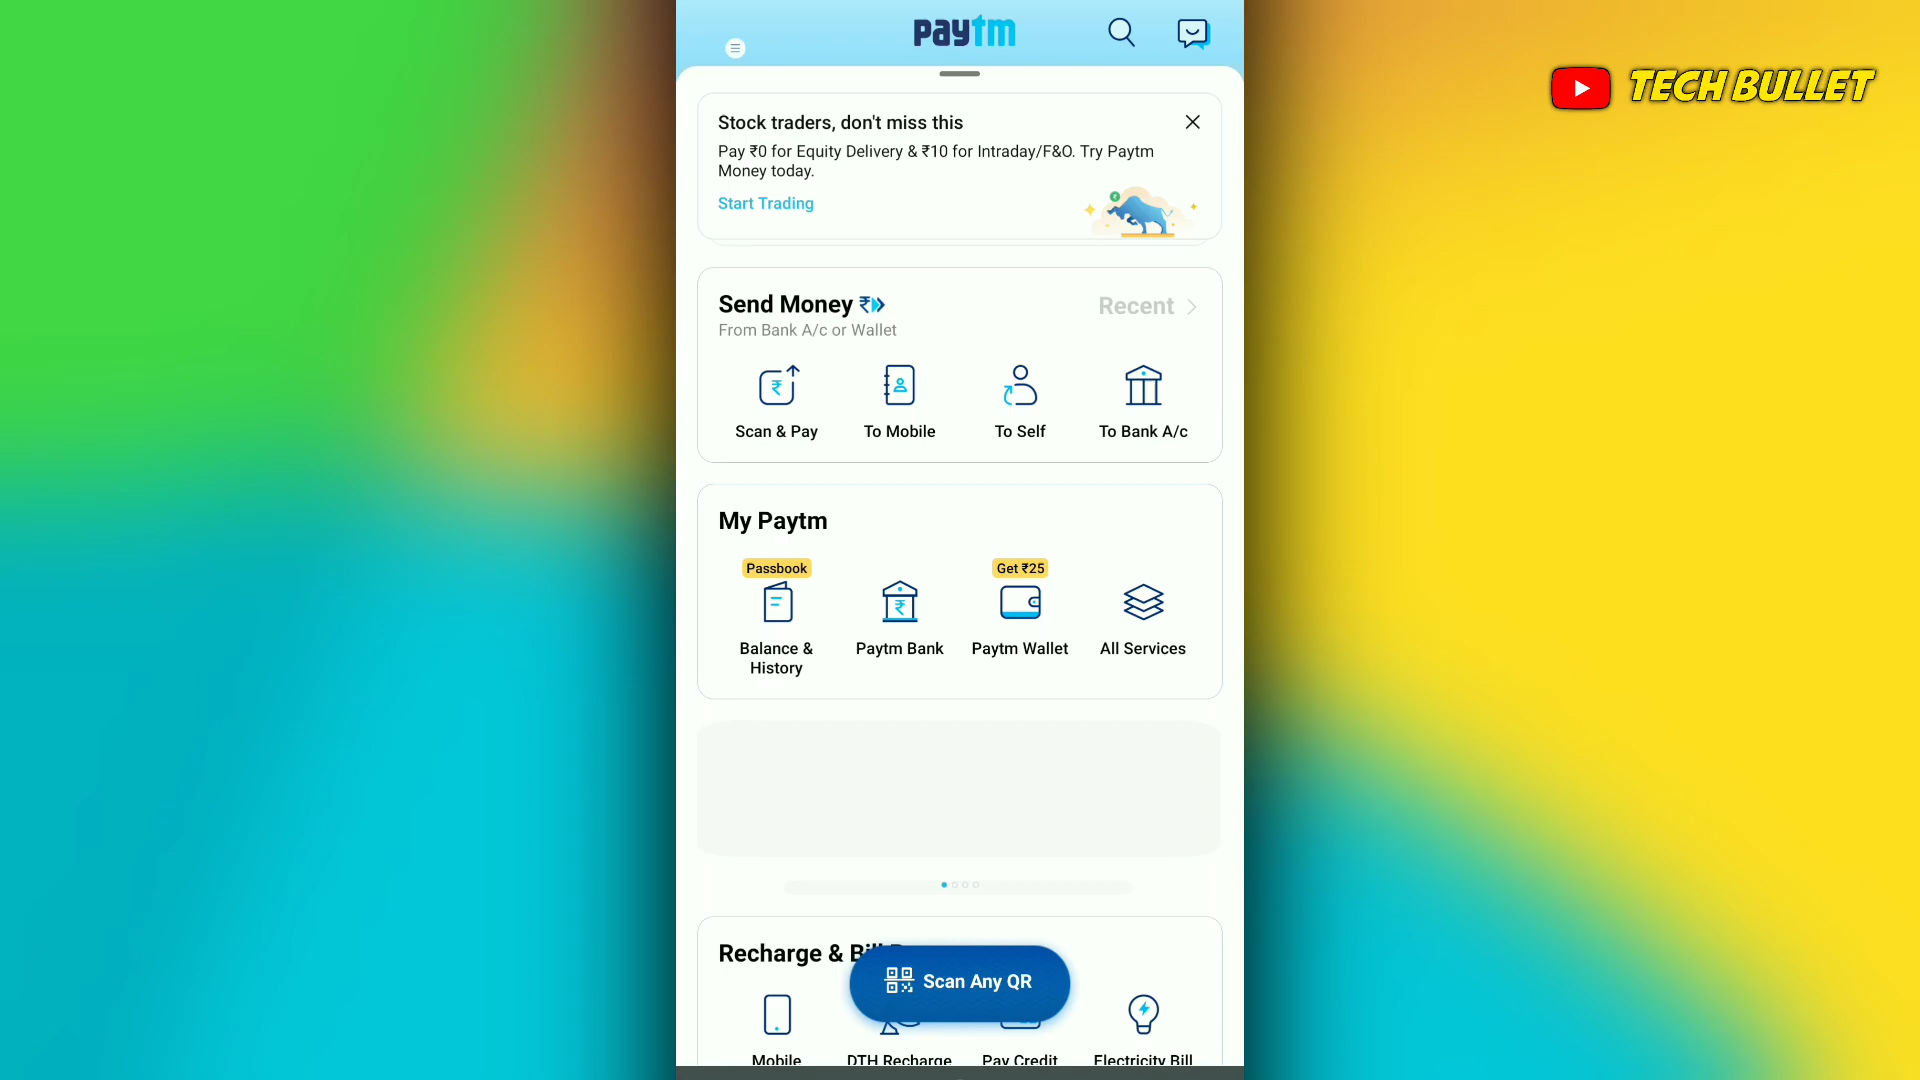 paytm
TECH BULLET
Stock traders, don't miss this
Pay ₹0 for Equity Delivery & ₹10 for Intraday/F&O. Try Paytm
Money today.
Start Trading
Send Money
Recent
From Bank A/c or Wallet
Scan & Pay
To Mobile
To Self
To Bank A/c
My Paytm
Passbook
Get ₹25
Balance &
History
Paytm Bank
Paytm Wallet
All Services
Recharge &
Scan Any QR
Mobile
DTH Recharge
Pay Credit
Electricity Bill